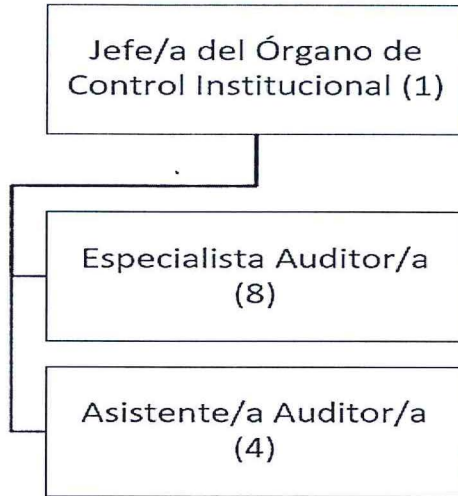 Jefe/a del Órgano de
Control Institucional (1)
Especialista Auditor/a
(8)
Asistente/a Auditor/a
(4)